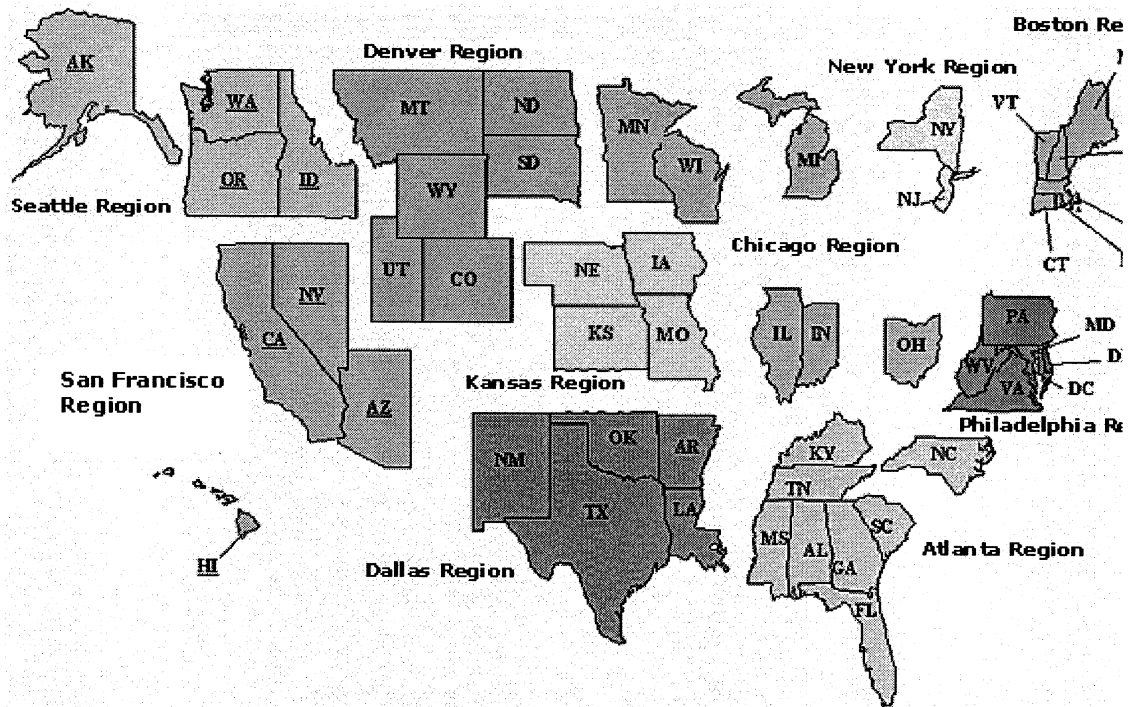 Boston Re
Denver Region
New York Region
AK
WA
MT
ND
MN
VT
NY
MI
WI
SD
OR
ID
WY
NJ
Seattle Region
Chicago Region
CT
UT
CO
NE
IA
NV
KS
MO
IL
IN
OH
PA
MD
CA
WV
VA
DC
San Francisco
Region
Kansas Region
AZ
Philadelphia Re
OK
AR
KY
NC
NM
TN
TX
LA
MS
AL
GA
SC
Atlanta Region
HI
Dallas Region
FL